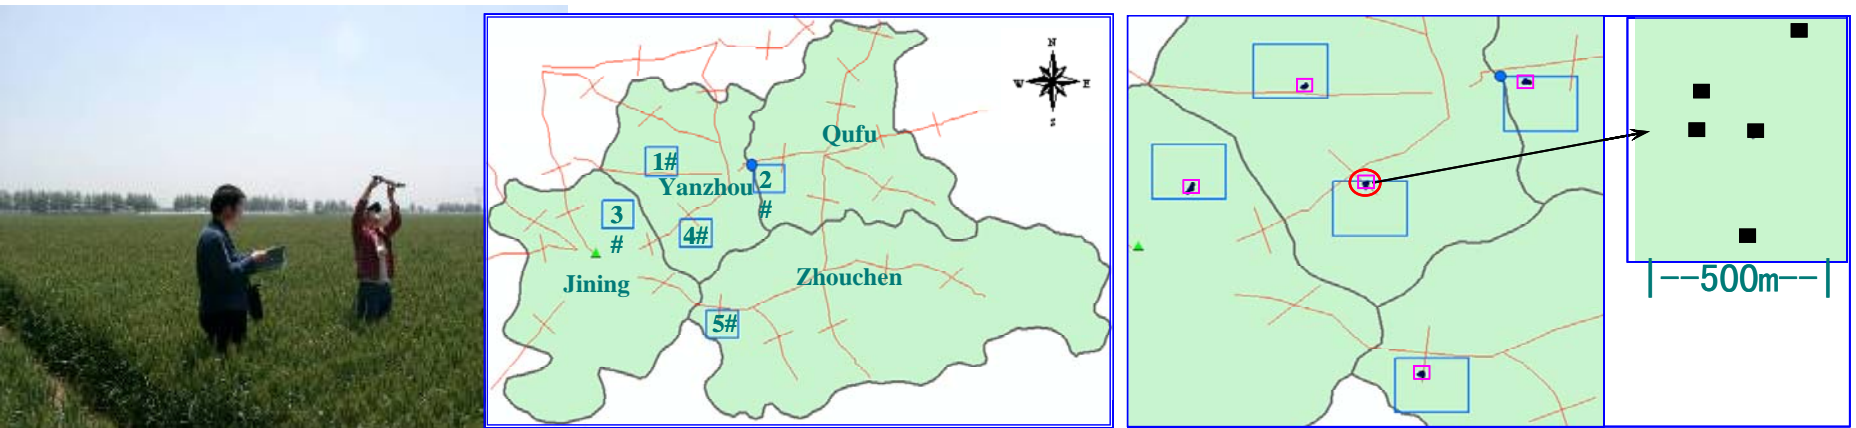 N
W E
S
Qufu
1#
Yanzhou
2
#
3
#
4#
Jining
Zhouchen
5#
|--500m--|